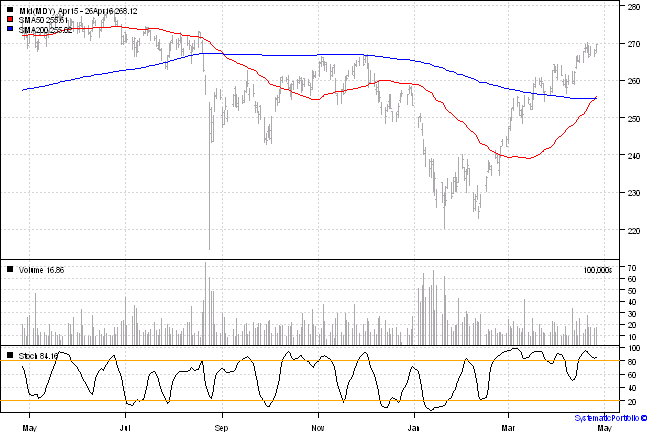 Mid(MDY) Apr15 - 26Apr16 268.12
SMA50 255.61
SMA200 255.02
280
270
260
250
240
230
220
Volume 16.86
100,000s
70
60
50
40
30
20
10
Stoch 84.16
100
80
60
40
20
May
Jul
Sep
Nov
Jan
Mar
May
SystematicPortfolio ©